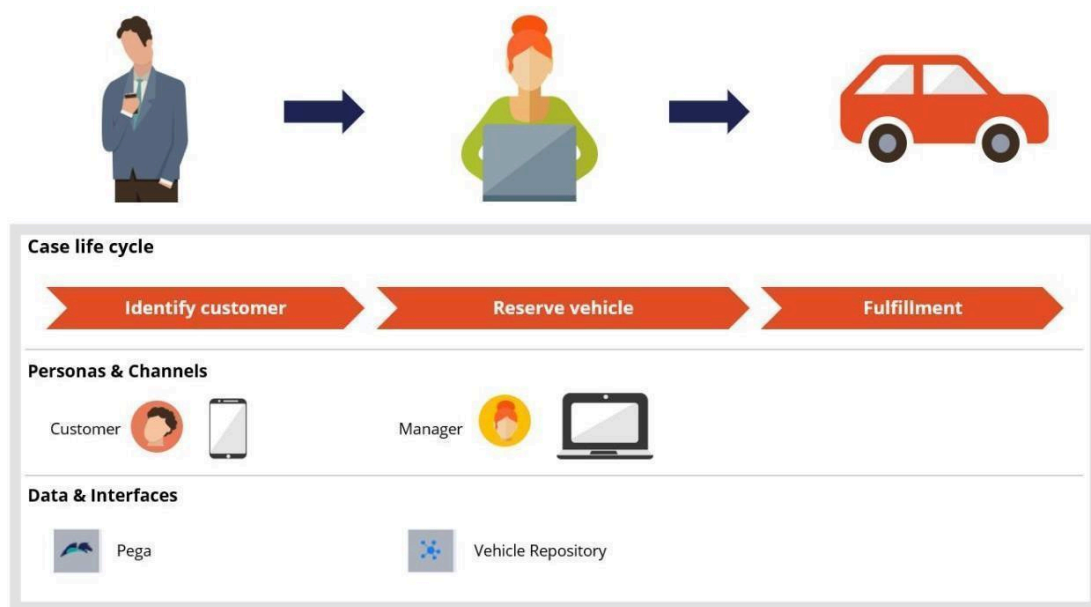 Case life cycle
Identify customer
Reserve vehicle
Fulfillment
Personas & Channels
Customer
Manager
Data & Interfaces
Pega
Vehicle Repository